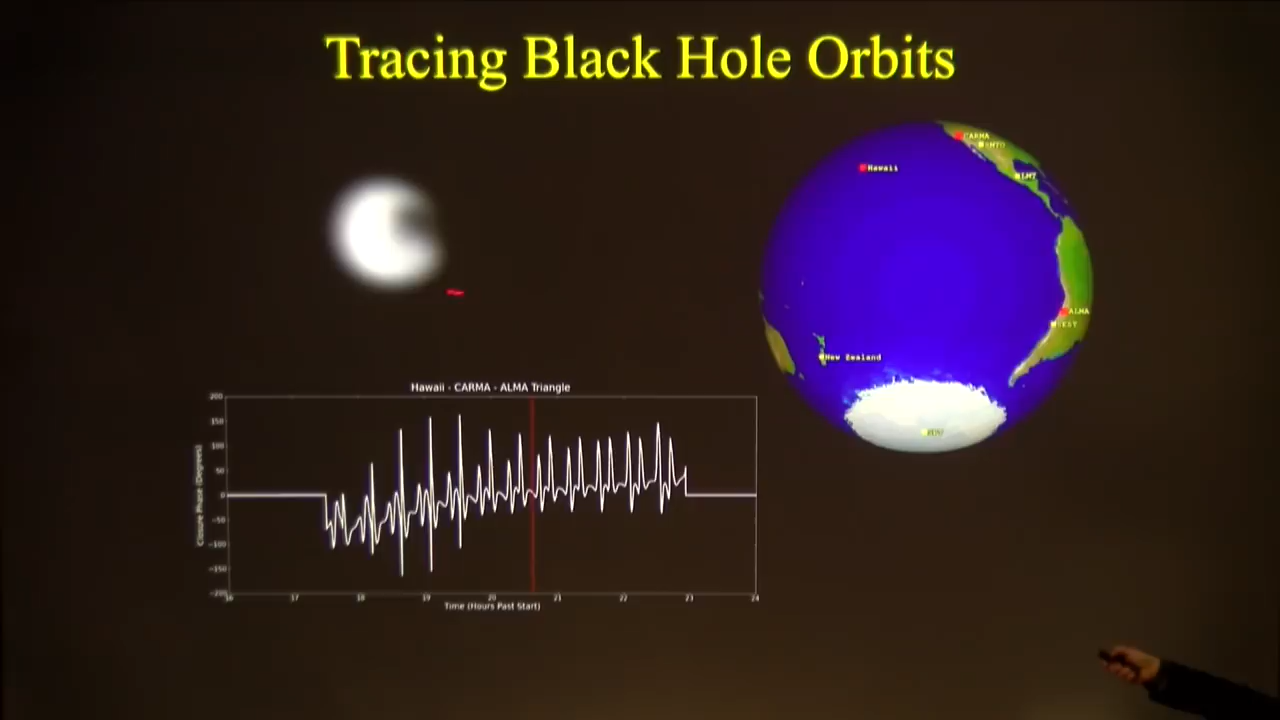 Tracing Black Hole Orbits
CARMA
SMTO
Hawaii
LMT
ALMA
New Zealand
Hawaii - CARMA - ALMA Triangle
Closure Phase (Degrees)
200
150
100
50
0
-50
-100
-150
-200
16 17 18 19 20 21 22 23 24
Time (Hours Past Start)